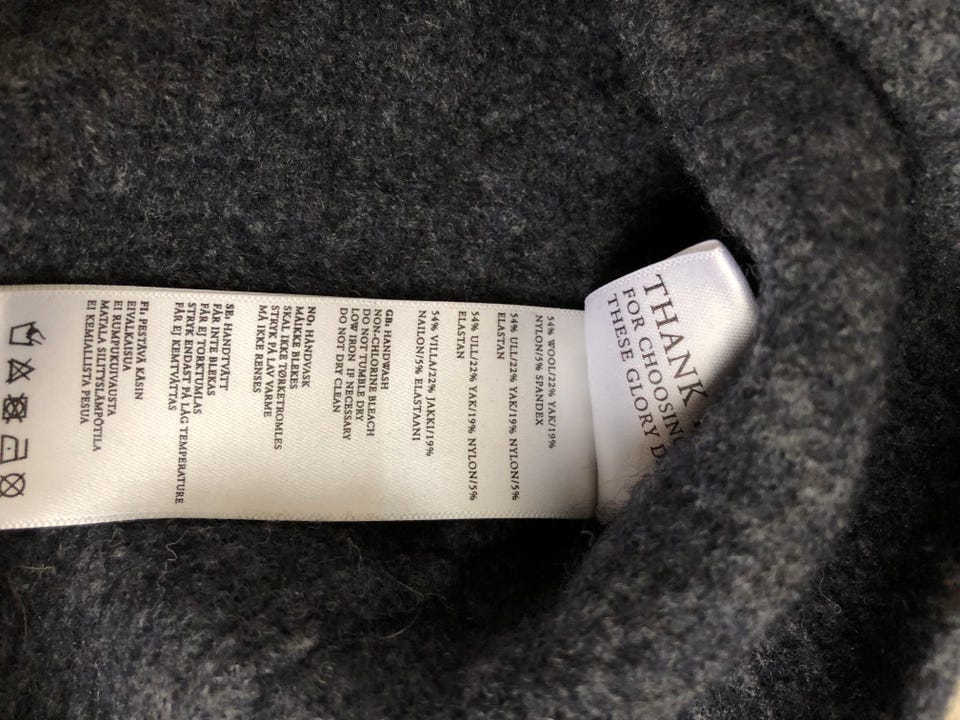 THANK
FOR CHOOSING
THESE GLORY D
54% WOOL/22% YAK/19%
NYLON/5% SPANDEX
54% ULL/22% YAK/19% NYLON/5%
ELASTAN
54% ULL/22% YAK/19% NYLON/5%
ELASTAN
54% VILLA/22% JAKKI/19%
NAILON/5% ELASTAANI
GB: HANDWASH
NON-CHLORINE BLEACH
DO NOT TUMBLE DRY
LOW IRON IF NECESSARY
DO NOT DRY CLEAN
NO: HÅNDVASK
MÅIKKE BLEKES
SKAL IKKE TØRKETROMLES
STRYK PÅ LAV VARME
MÅ IKKE RENSES
SE: HANDTVÄTT
FÅR INTE BLEKAS
FÅR EJ TORKTUMLAS
STRYK ENDAST PÅ LÅG TEMPERATURE
FÅR EJ KEMTVÄTTAS
FI: PESTÄVÄ KÄSIN
EIVALKAISUA
EI RUMPUKUIVAUSTA
MATALA SILITYSLÄMPÖTILA
EI KEMIALLISTA PESUA